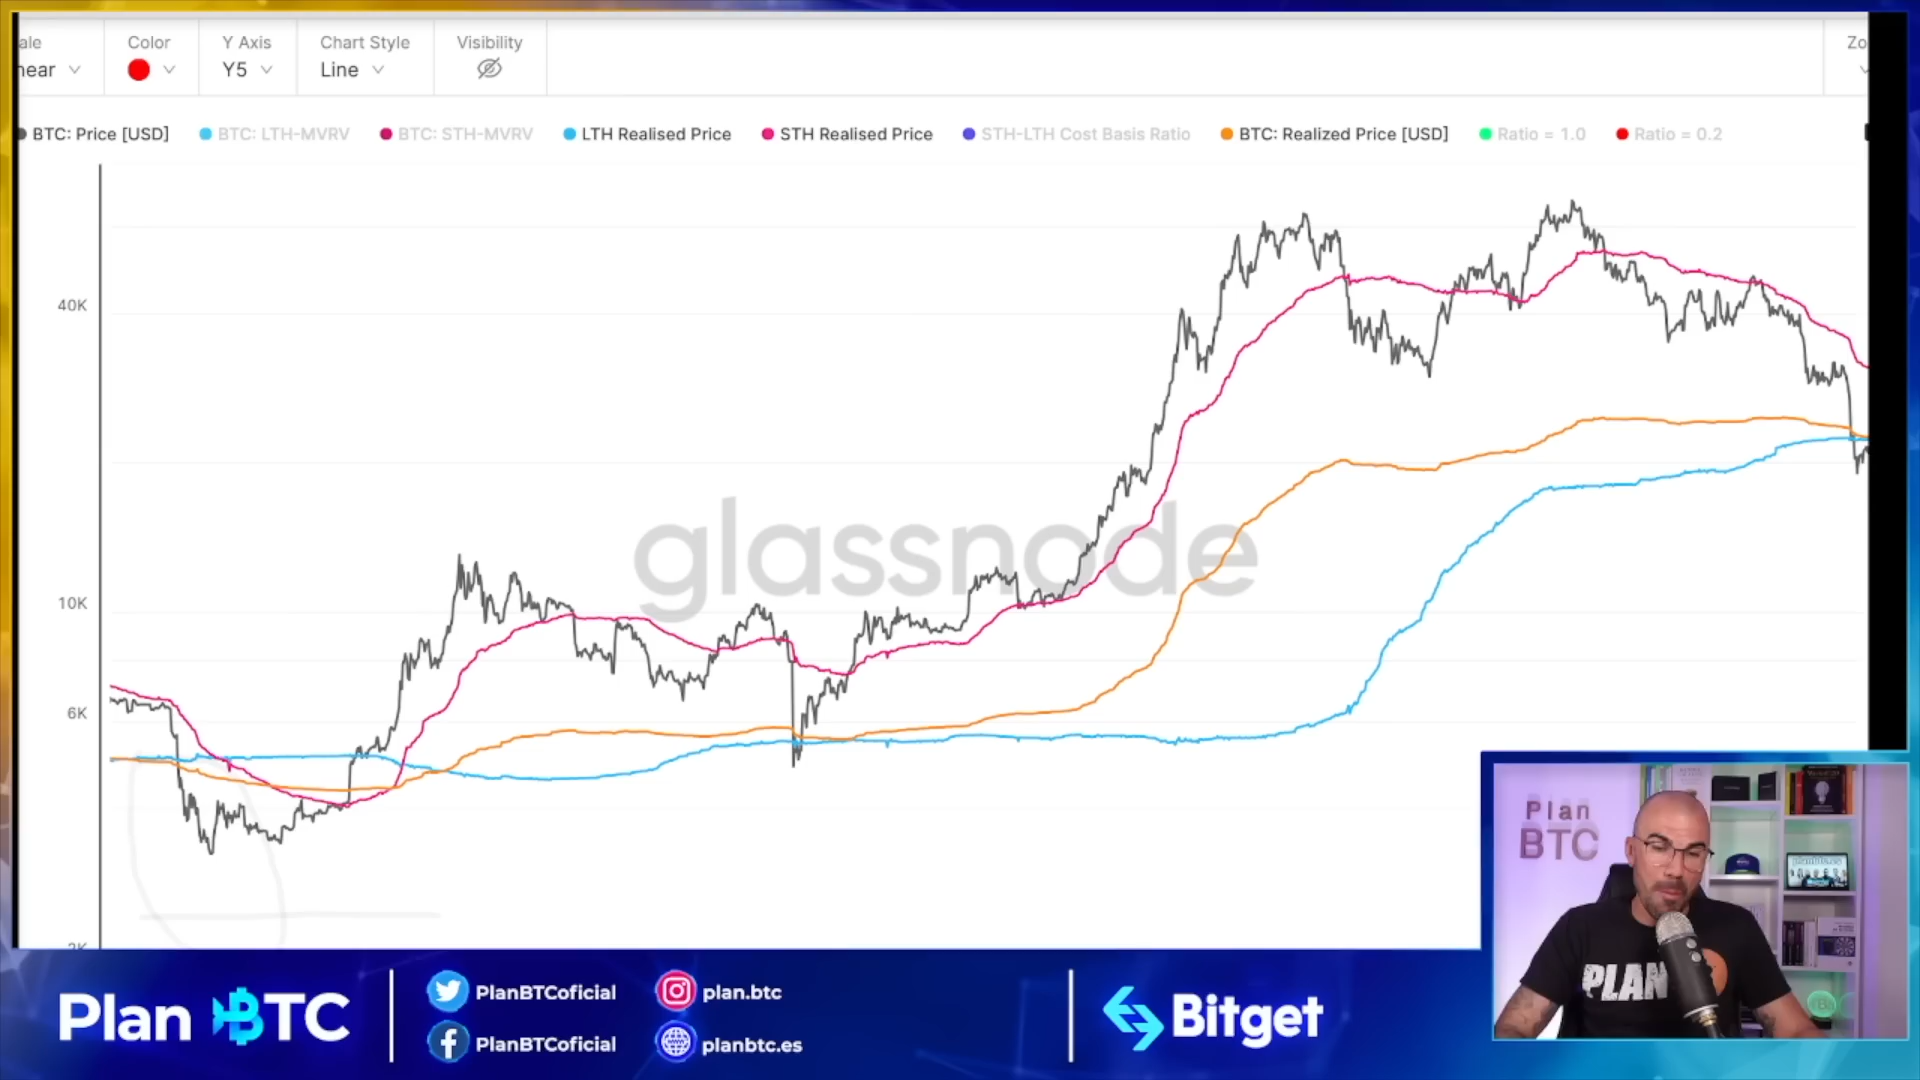 ale
Color
Y Axis
Chart Style
Visibility
Zo
near
Y5
Line
BTC: Price [USD]
BTC: LTH-MVRV
BTC: STH-MVRV
LTH Realised Price
STH Realised Price
STH-LTH Cost Basis Ratio
BTC: Realized Price [USD]
Ratio = 1.0
Ratio = 0.2
40K
10K
6K
glassnode
Plan
BTC
PLAN
Plan BTC
PlanBTCoficial
plan.btc
PlanBTCoficial
planbtc.es
Bitget